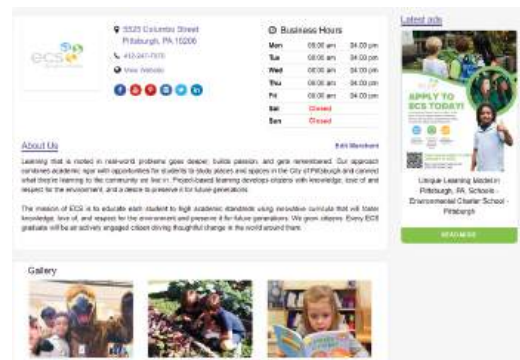 ecs
5525 Columbo Street
Pittsburgh, PA 15206
View Website
Business Hours
Mon 08:00 am 04:00 pm
Tue 08:00 am 04:00 pm
Wed 08:00 am 04:00 pm
Thu 08:00 am 04:00 pm
Fri 08:00 am 04:00 pm
Sat Closed
Sun Closed
About Us
Edit Merchant
Learning that is rooted in real-world problems goes deeper, builds passion, and gets remembered. Our approach
combines academic rigor with opportunities for students to study places and spaces in the City of Pittsburgh and connect
what they're learning to the community we live in. Project-based learning develops citizens with knowledge, love of and
respect for the environment, and a desire to preserve it for future generations.
The mission of ECS is to educate each student to high academic standards using innovative curricula that will foster
knowledge, love of, and respect for the environment and preserve it for future generations. We grow citizens. Every ECS
graduate will be an actively engaged citizen driving thoughtful change in the world around them.
Gallery
Latest ads
APPLY TO
ECS TODAY!
Unique Learning Model in
Pittsburgh, PA, Schools -
Environmental Charter School -
Pittsburgh
READ MORE